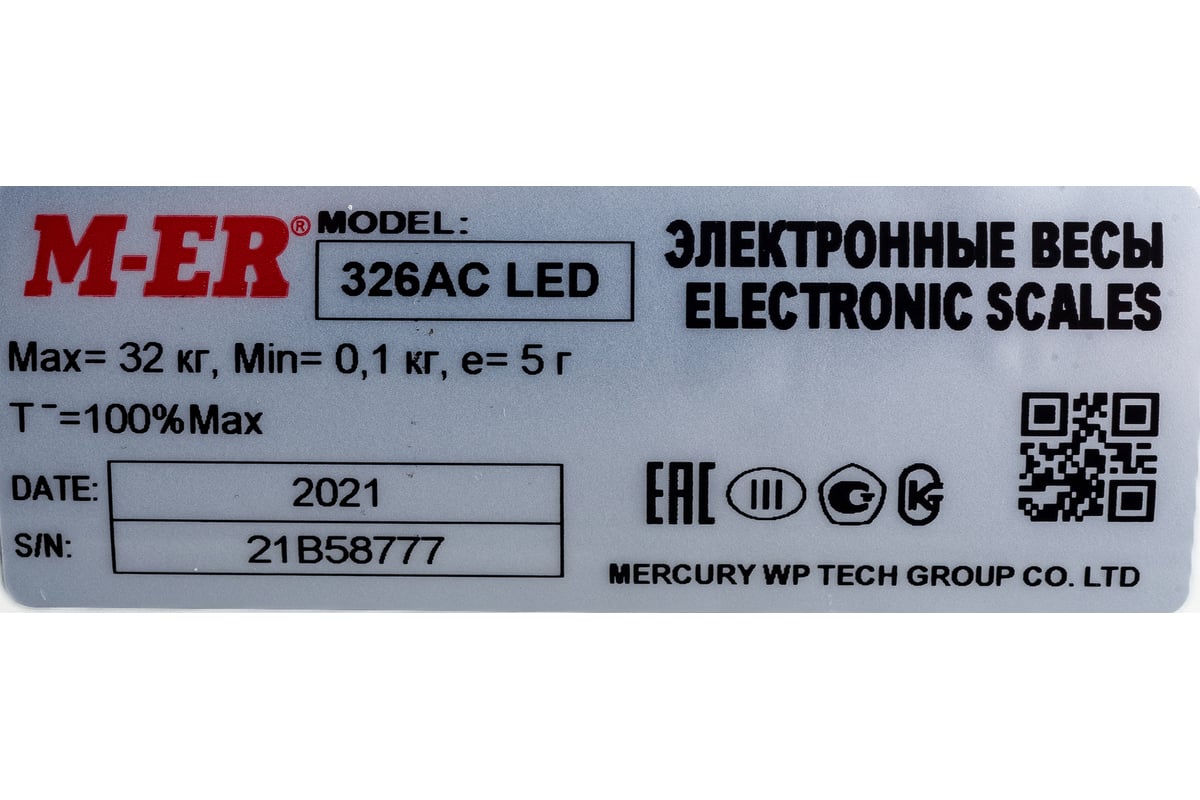 M-ER®
MODEL:
326AC LED
ЭЛЕКТРОННЫЕ ВЕСЫ
ELECTRONIC SCALES
Max= 32 кг, Min= 0,1 кг, e= 5 г
T⁻=100%Max
DATE: 2021
S/N: 21B58777
EAC III
MERCURY WP TECH GROUP CO. LTD